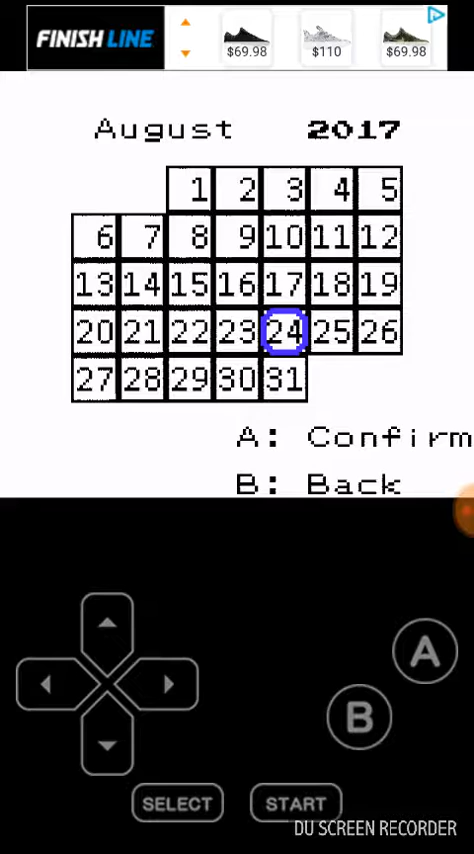 FINISH LINE
$69.98 $110 $69.98
August 2017
1 2 3 4 5
6 7 8 9 10 11 12
13 14 15 16 17 18 19
20 21 22 23 24 25 26
27 28 29 30 31
A: Confirm
B: Back
A
B
SELECT START
DU SCREEN RECORDER